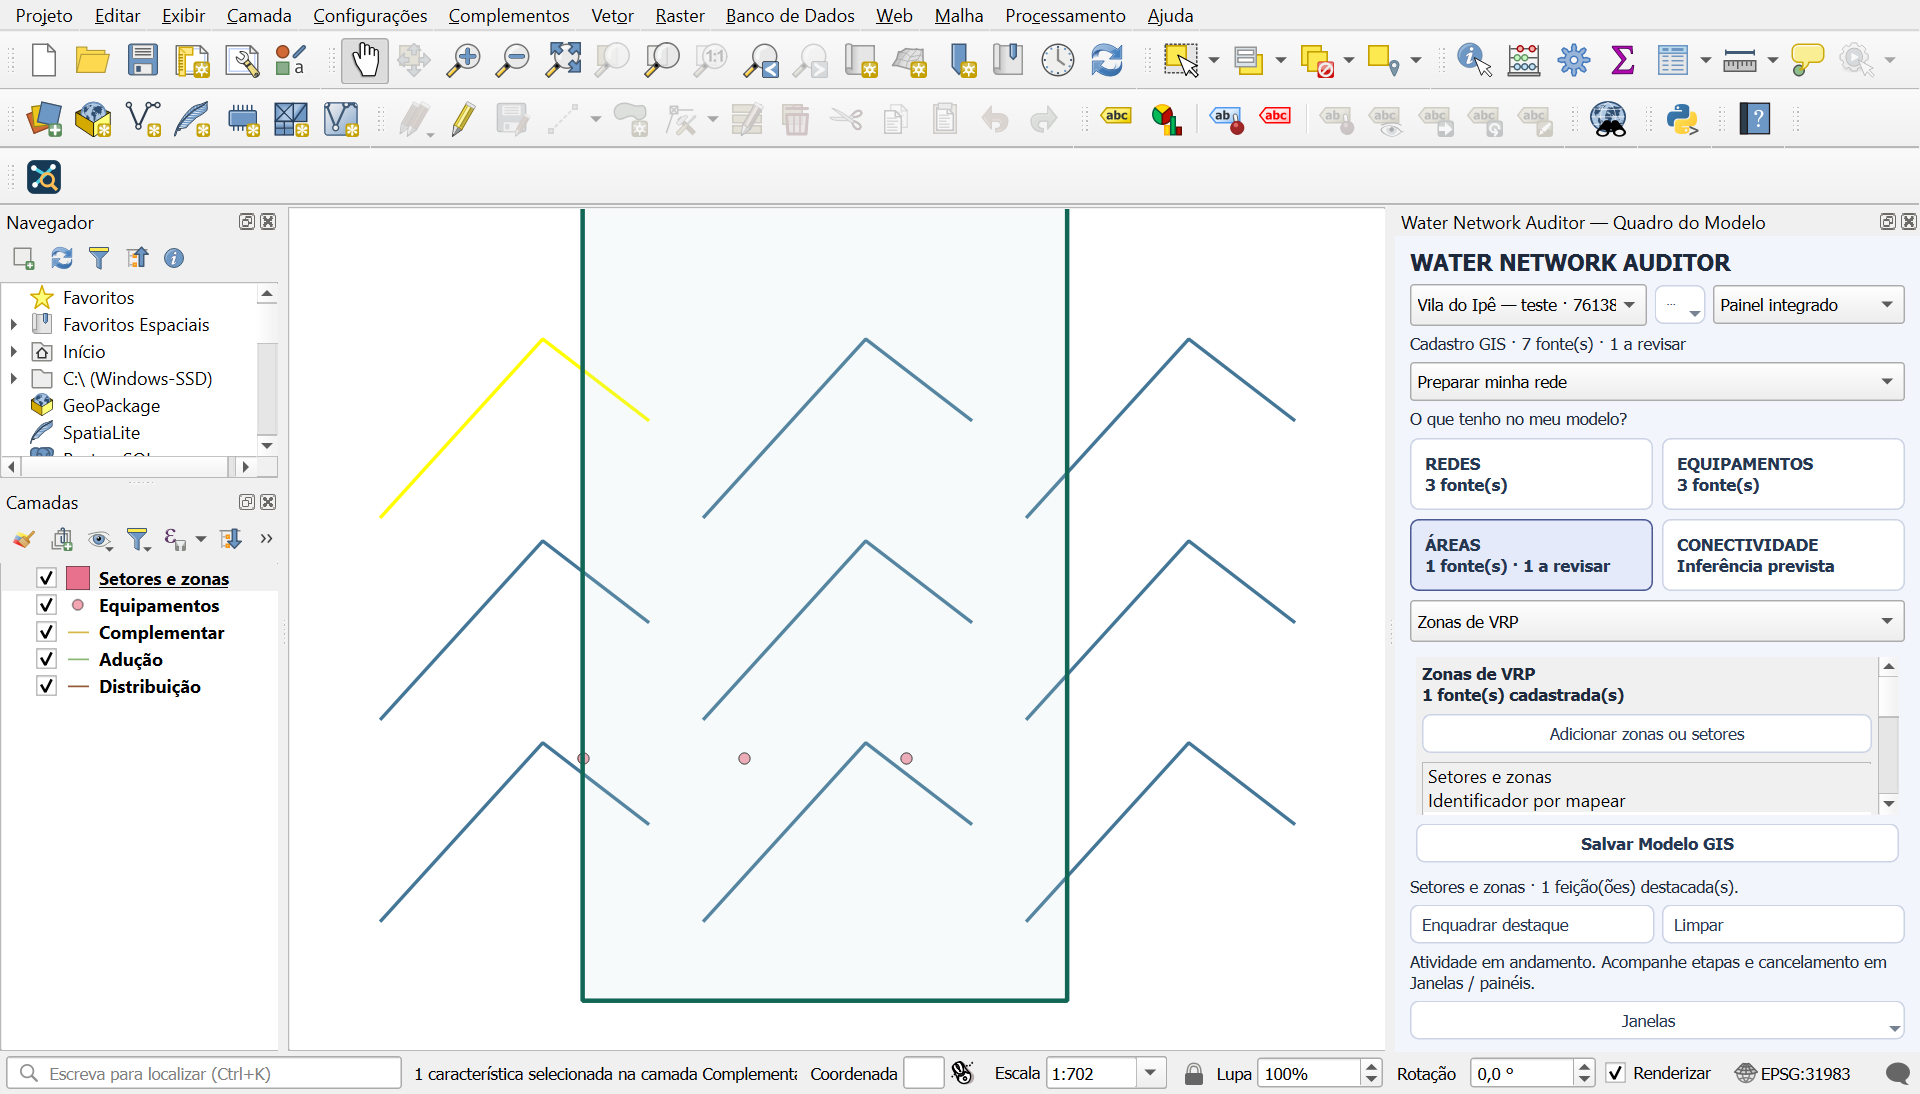 Projeto Editar Exibir Camada Configurações Complementos Vetor Raster Banco de Dados Web Malha Processamento Ajuda
Navegador
Favoritos
Favoritos Espaciais
Início
C:\ (Windows-SSD)
GeoPackage
SpatiaLite
Camadas
Setores e zonas
Equipamentos
Complementar
Adução
Distribuição
Water Network Auditor — Quadro do Modelo
WATER NETWORK AUDITOR
Vila do Ipê — teste · 76138 ... Painel integrado
Cadastro GIS · 7 fonte(s) · 1 a revisar
Preparar minha rede
O que tenho no meu modelo?
REDES
3 fonte(s)
EQUIPAMENTOS
3 fonte(s)
ÁREAS
1 fonte(s) · 1 a revisar
CONECTIVIDADE
Inferência prevista
Zonas de VRP
Zonas de VRP
1 fonte(s) cadastrada(s)
Adicionar zonas ou setores
Setores e zonas
Identificador por mapear
Salvar Modelo GIS
Setores e zonas · 1 feição(ões) destacada(s).
Enquadrar destaque Limpar
Atividade em andamento. Acompanhe etapas e cancelamento em
Janelas / painéis.
Janelas
Escreva para localizar (Ctrl+K) 1 característica selecionada na camada Complementa Coordenada Escala 1:702 Lupa 100% Rotação 0,0 ° Renderizar EPSG:31983